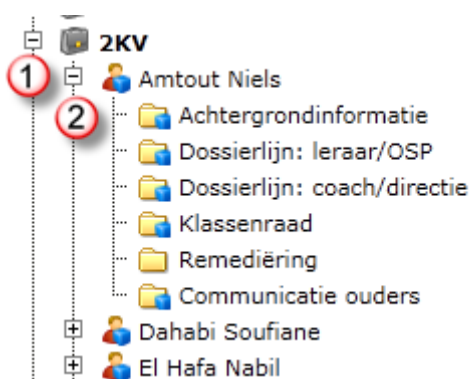 2KV
1 Amtout Niels
2 Achtergrondinformatie
Dossierlijn: leraar/OSP
Dossierlijn: coach/directie
Klassenraad
Remediëring
Communicatie ouders
Dahabi Soufiane
El Hafa Nabil